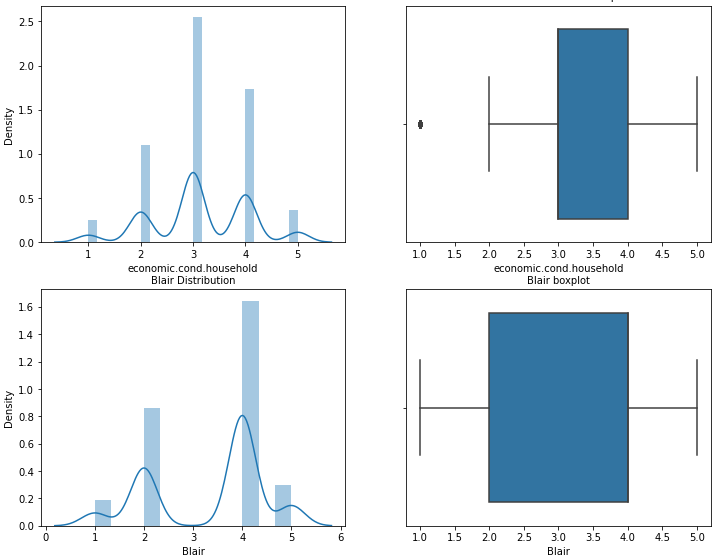 2.5
2.0
1.5
1.0
0.5
0.0
Density
1 2 3 4 5
economic.cond.household
1.0 1.5 2.0 2.5 3.0 3.5 4.0 4.5 5.0
economic.cond.household
Blair Distribution
1.6
1.4
1.2
1.0
0.8
0.6
0.4
0.2
0.0
Density
0 1 2 3 4 5 6
Blair
Blair boxplot
1.0 1.5 2.0 2.5 3.0 3.5 4.0 4.5 5.0
Blair